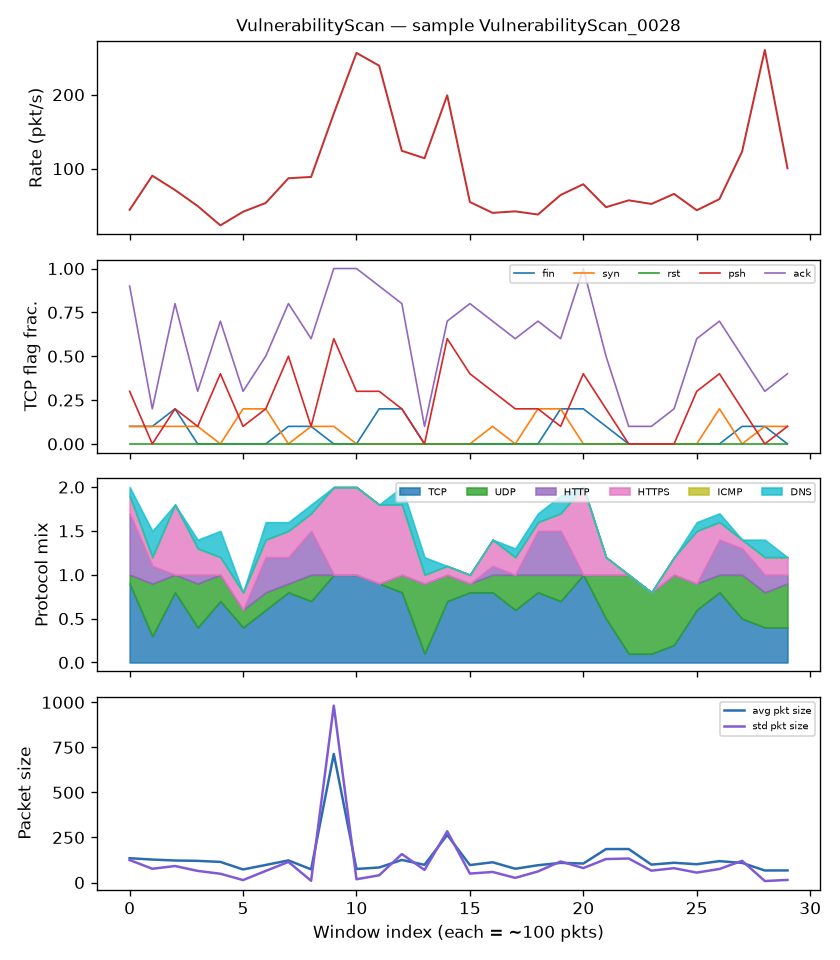 VulnerabilityScan — sample VulnerabilityScan_0028
Rate (pkt/s)
200
100
TCP flag frac.
1.00
0.75
0.50
0.25
0.00
fin syn rst psh ack
Protocol mix
2.0
1.5
1.0
0.5
0.0
TCP UDP HTTP HTTPS ICMP DNS
Packet size
1000
750
500
250
0
avg pkt size
std pkt size
0 5 10 15 20 25 30
Window index (each = ~100 pkts)